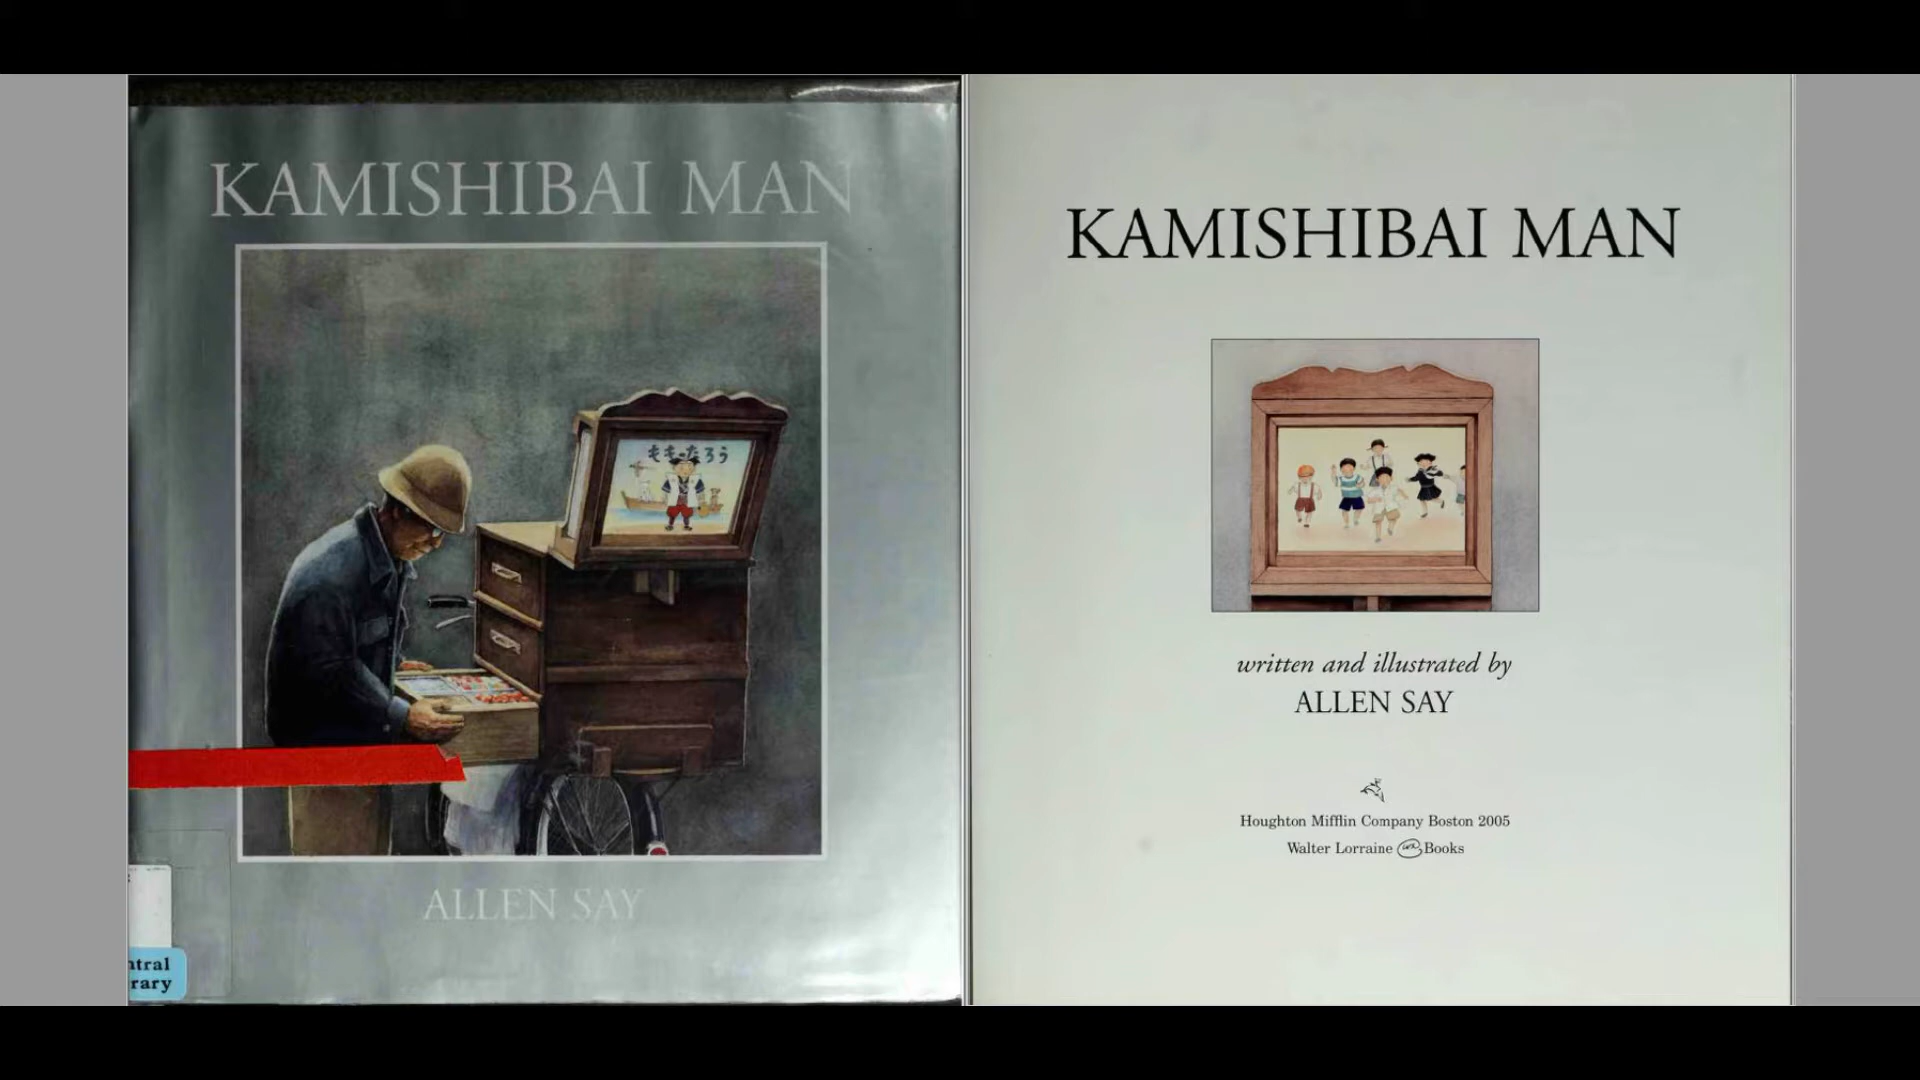 KAMISHIBAI MAN
ももたろう
ALLEN SAY
ntral
rary
KAMISHIBAI MAN
written and illustrated by
ALLEN SAY
Houghton Mifflin Company Boston 2005
Walter Lorraine Books